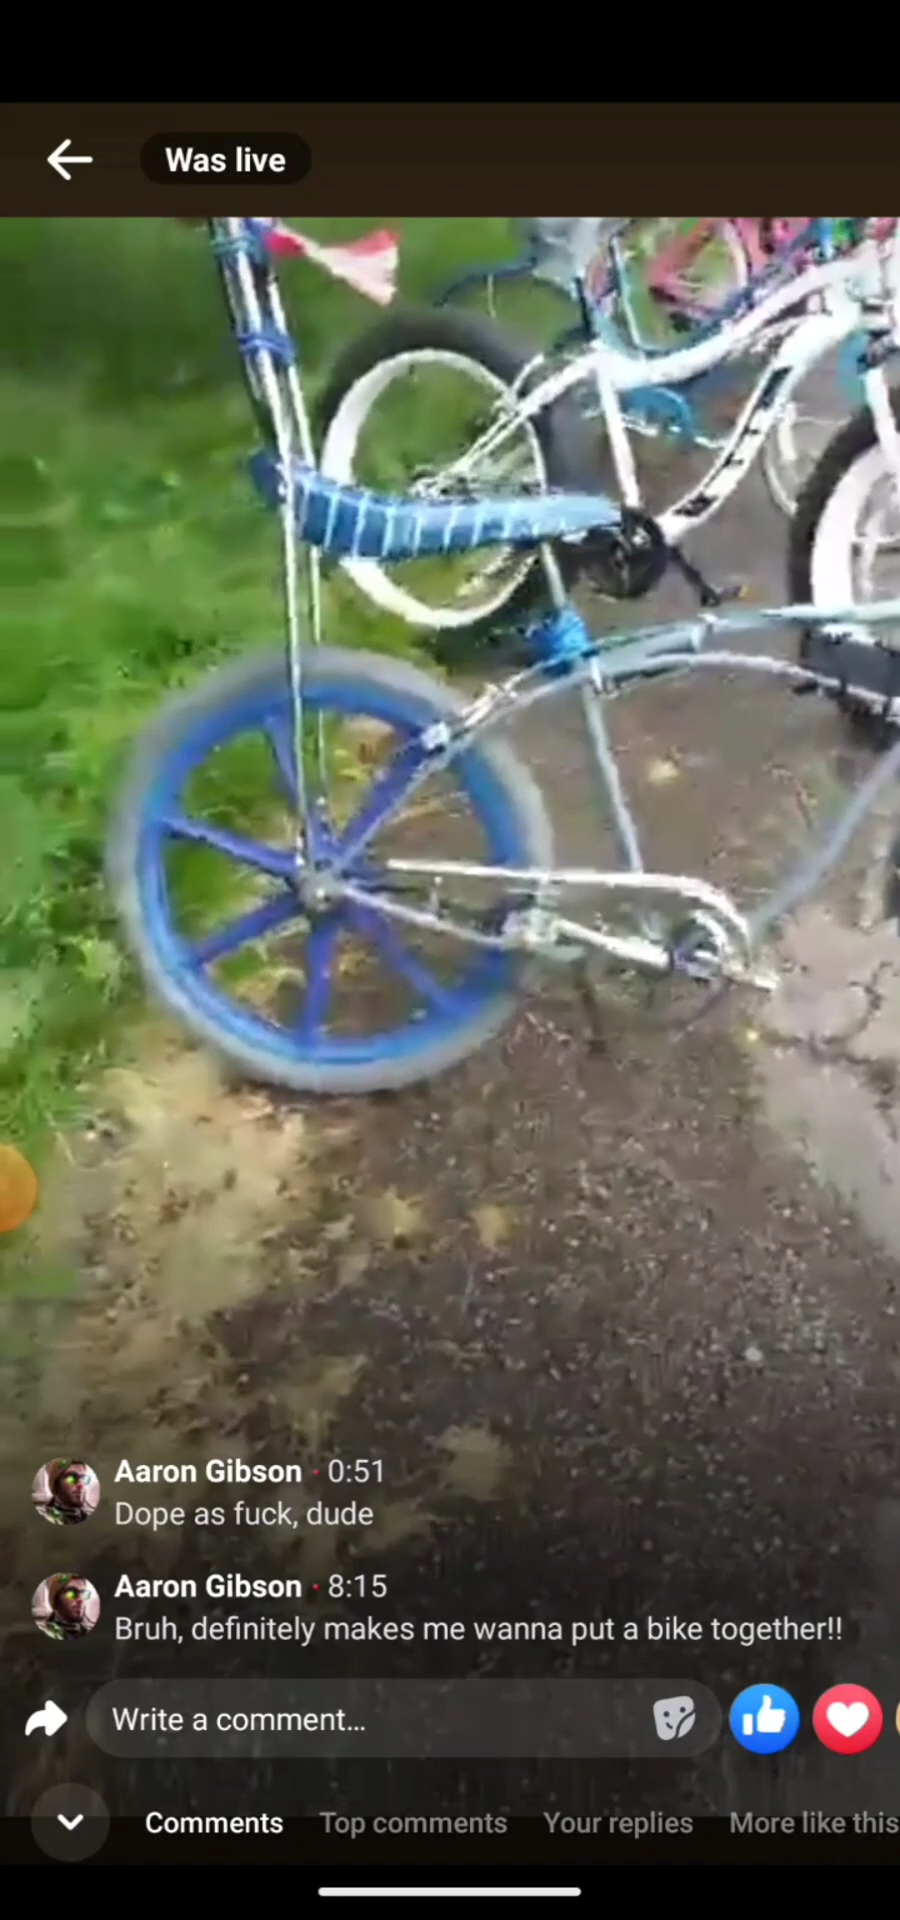 Was live
Aaron Gibson · 0:51
Dope as fuck, dude
Aaron Gibson · 8:15
Bruh, definitely makes me wanna put a bike together!!
Write a comment...
Comments Top comments Your replies More like this